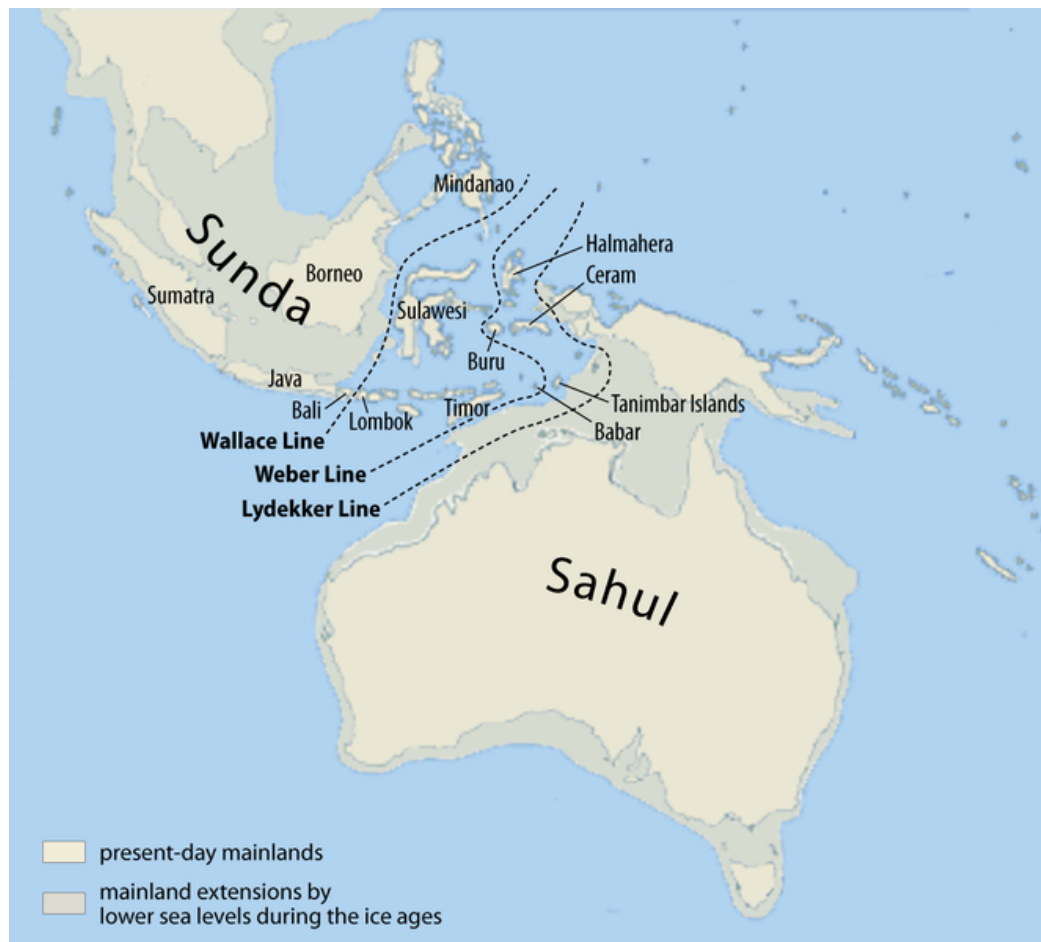 Mindanao
Halmahera
Ceram
Sunda
Borneo
Sumatra
Sulawesi
Buru
Java
Bali
Lombok
Timor
Tanimbar Islands
Babar
Wallace Line
Weber Line
Lydekker Line
Sahul
present-day mainlands
mainland extensions by
lower sea levels during the ice ages